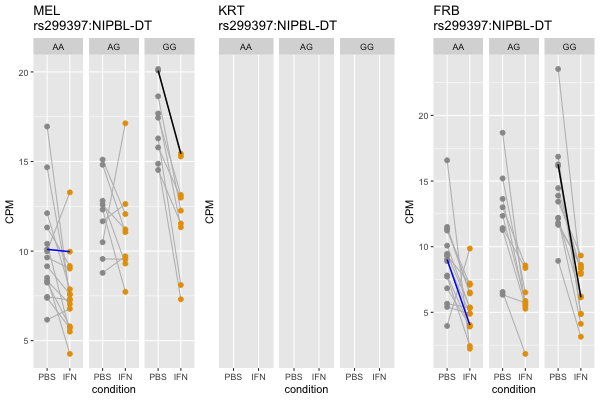 MEL
rs299397:NIPBL-DT
AA AG GG
20
15
10
5
CPM
PBS IFN PBS IFN PBS IFN
condition
KRT
rs299397:NIPBL-DT
AA AG GG
CPM
PBS IFN PBS IFN PBS IFN
condition
FRB
rs299397:NIPBL-DT
AA AG GG
20
15
10
5
CPM
PBS IFN PBS IFN PBS IFN
condition